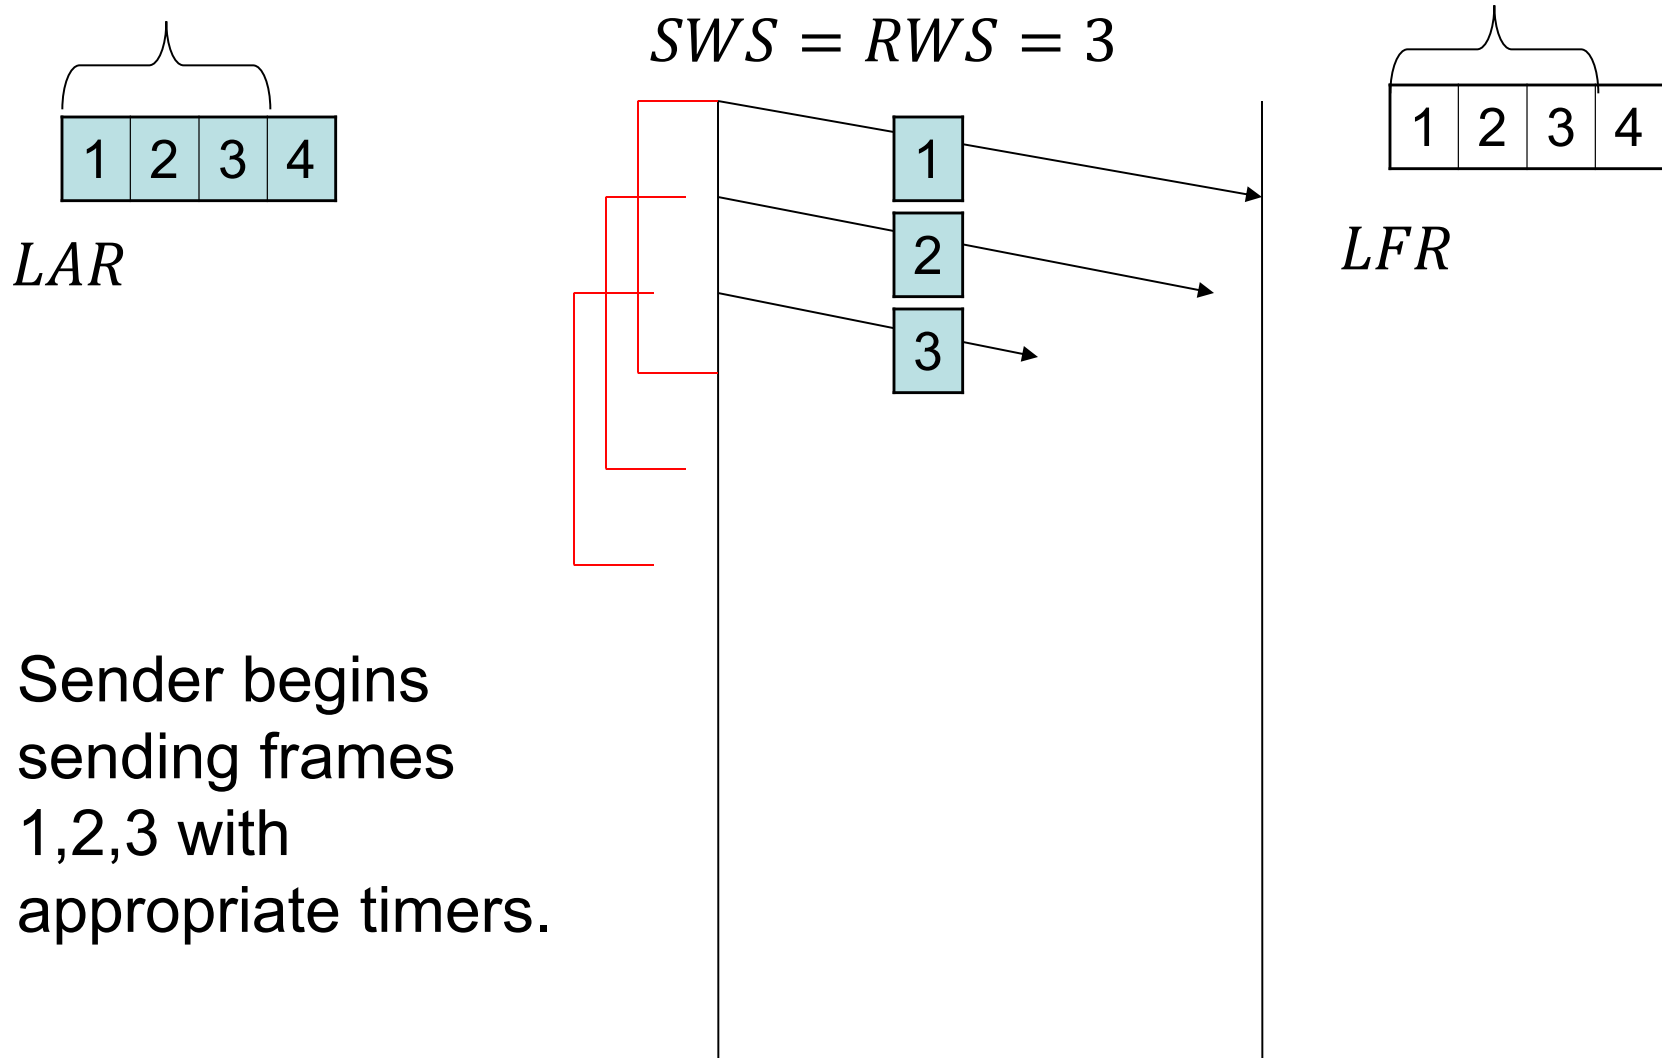 SWS = RWS = 3
1 2 3 4
LAR
1
2
3
1 2 3 4
LFR
Sender begins
sending frames
1,2,3 with
appropriate timers.